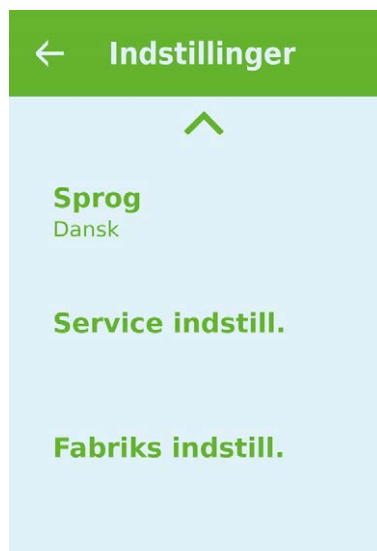 Indstillinger
Sprog
Dansk
Service indstill.
Fabriks indstill.